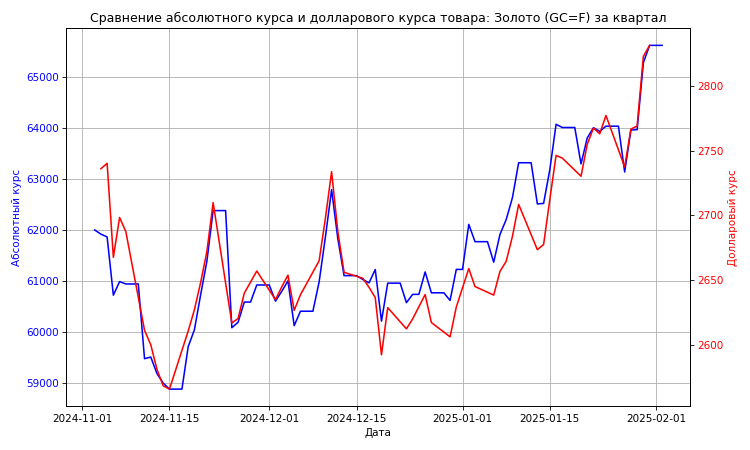 Сравнение абсолютного курса и долларового курса товара: Золото (GC=F) за квартал
Абсолютный курс
65000
64000
63000
62000
61000
60000
59000
2800
2750
2700
2650
2600
Долларовый курс
2024-11-01 2024-11-15 2024-12-01 2024-12-15 2025-01-01 2025-01-15 2025-02-01
Дата